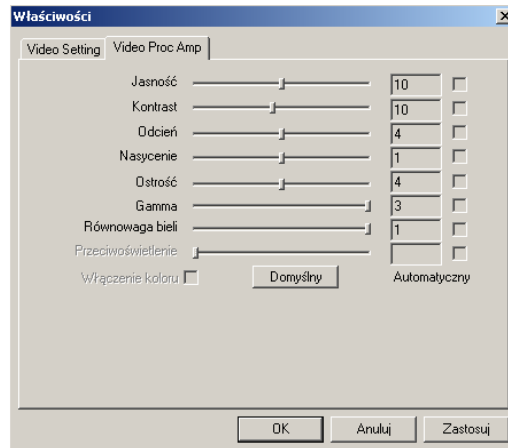 Właściwości
Video Setting Video Proc Amp
Jasność 10
Kontrast 10
Odcień 4
Nasycenie 1
Ostrość 4
Gamma 3
Równowaga bieli 1
Przeciwoświetlenie
Włączenie koloru Domyślny Automatyczny
OK Anuluj Zastosuj